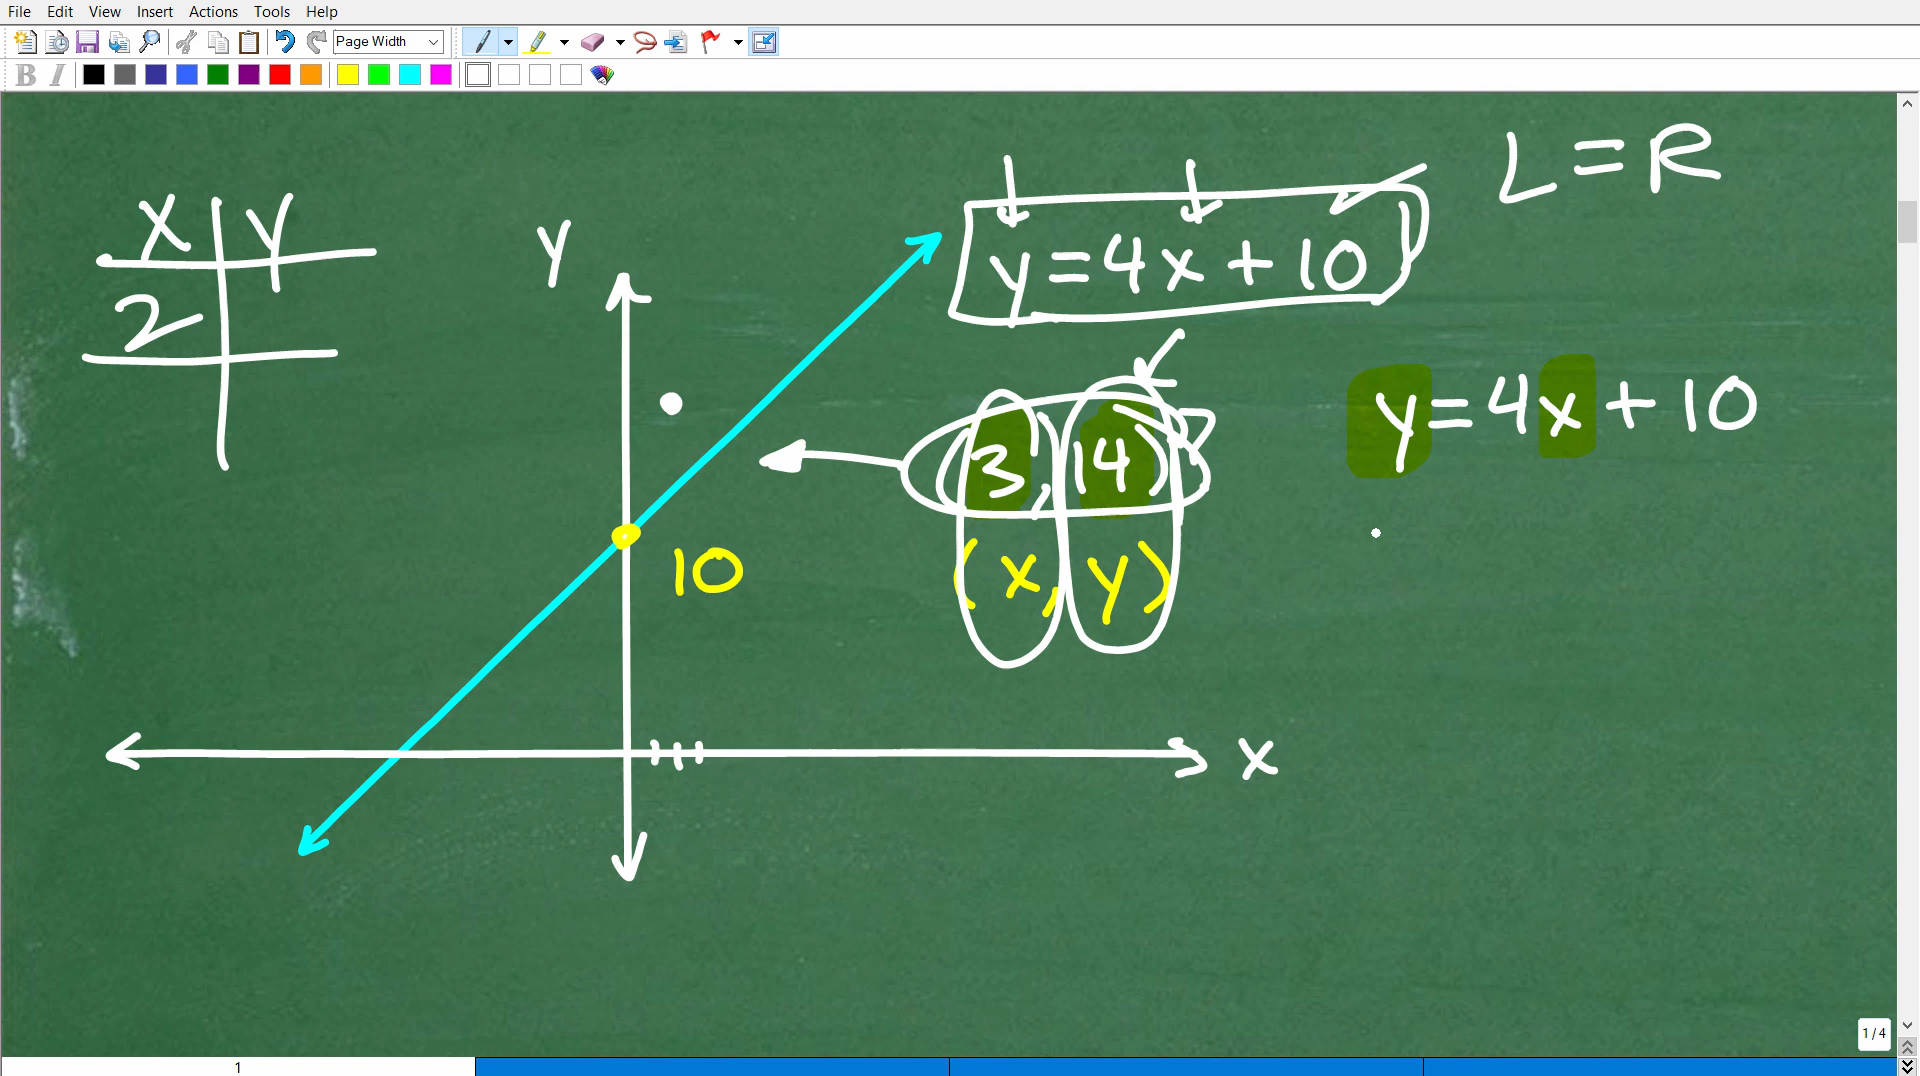 File Edit View Insert Actions Tools Help
Page Width
B I
L = R
X Y
2
Y
y = 4x + 10
y = 4x + 10
(3, 14)
10
(x, y)
X
1 / 4
1